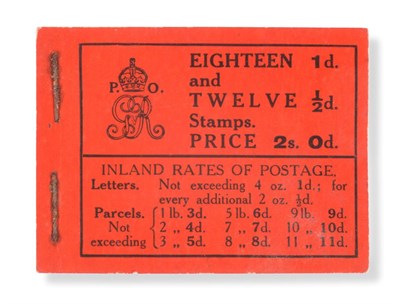 P. O.
GR
EIGHTEEN 1d.
and
TWELVE ½d.
Stamps.
PRICE 2s. 0d.
INLAND RATES OF POSTAGE.
Letters. Not exceeding 4 oz. 1d.; for
every additional 2 oz. ½d.
Parcels. 1 lb. 3d. 5 lb. 6d. 9 lb. 9d.
Not 2 „ 4d. 7 „ 7d. 10 „ 10d.
exceeding 3 „ 5d. 8 „ 8d. 11 „ 11d.